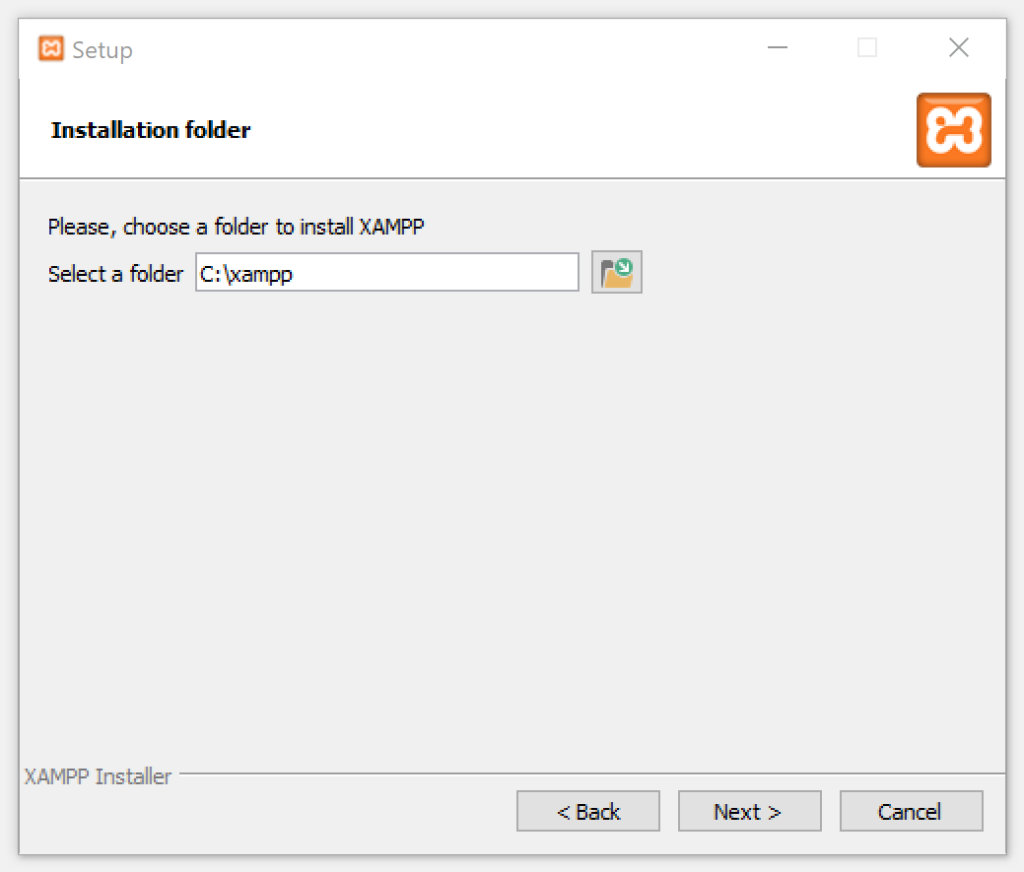 Setup
Installation folder
Please, choose a folder to install XAMPP
Select a folder C:\xampp
XAMPP Installer
< Back Next > Cancel